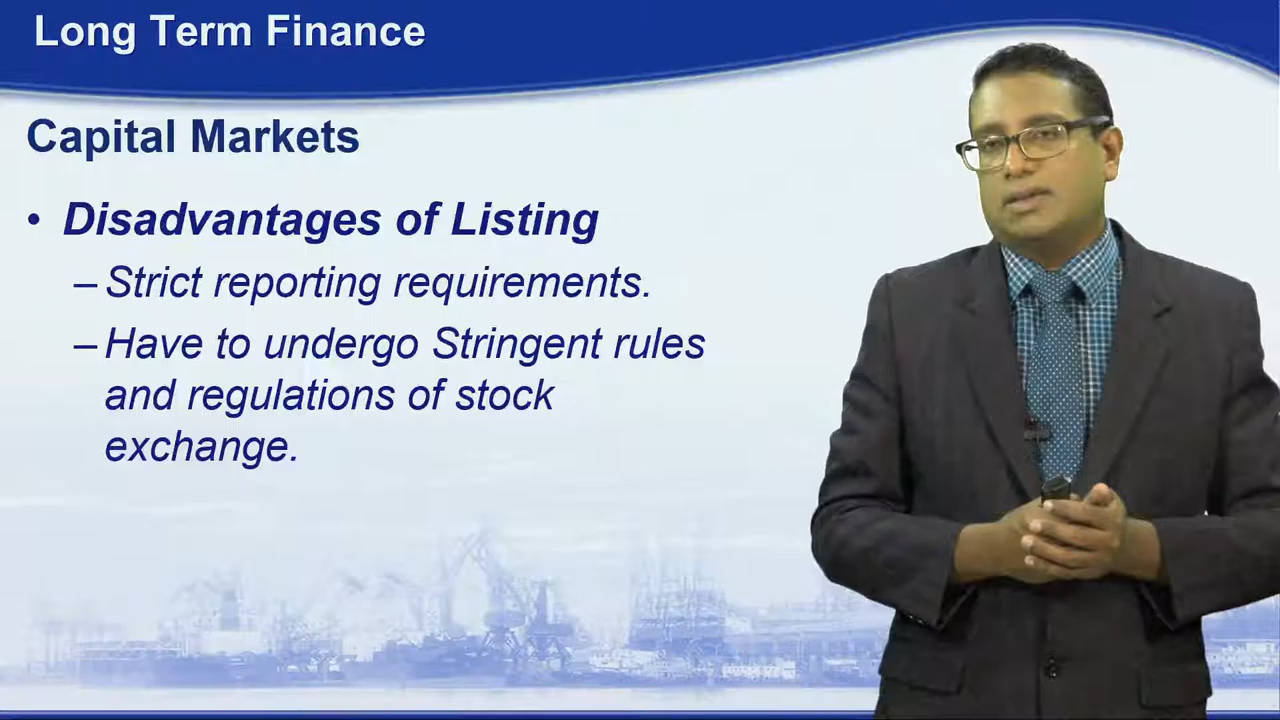 Long Term Finance
Capital Markets
• Disadvantages of Listing
– Strict reporting requirements.
– Have to undergo Stringent rules
and regulations of stock
exchange.